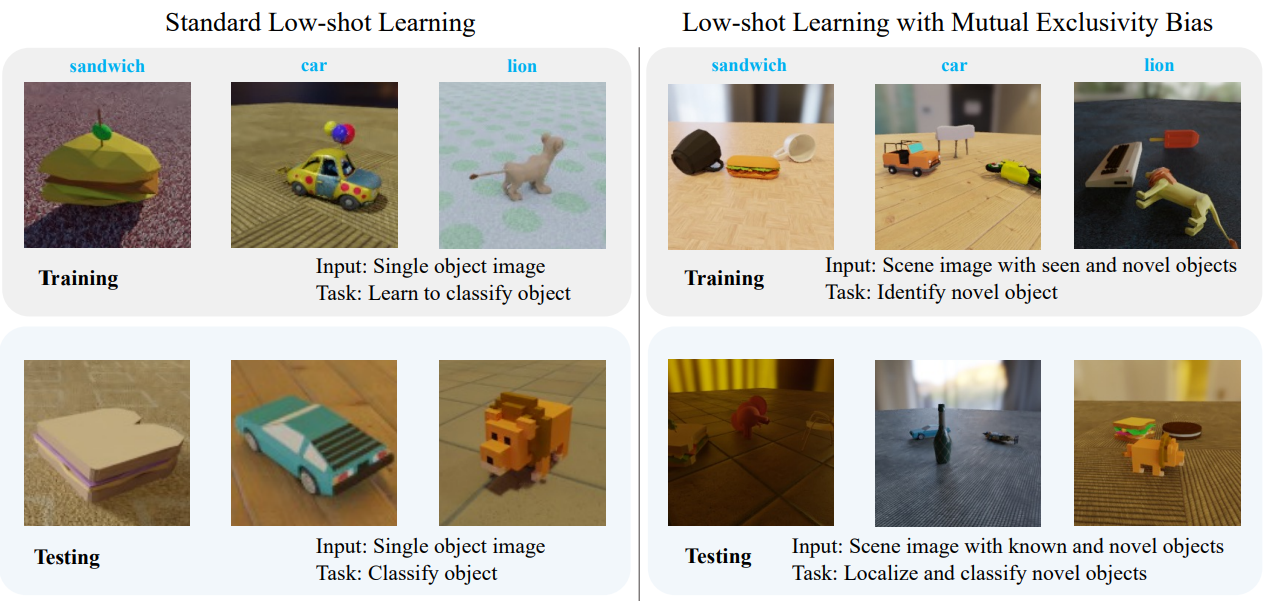 Standard Low-shot Learning
sandwich
car
lion
Training
Input: Single object image
Task: Learn to classify object
Testing
Input: Single object image
Task: Classify object
Low-shot Learning with Mutual Exclusivity Bias
sandwich
car
lion
Training
Input: Scene image with seen and novel objects
Task: Identify novel object
Testing
Input: Scene image with known and novel objects
Task: Localize and classify novel objects